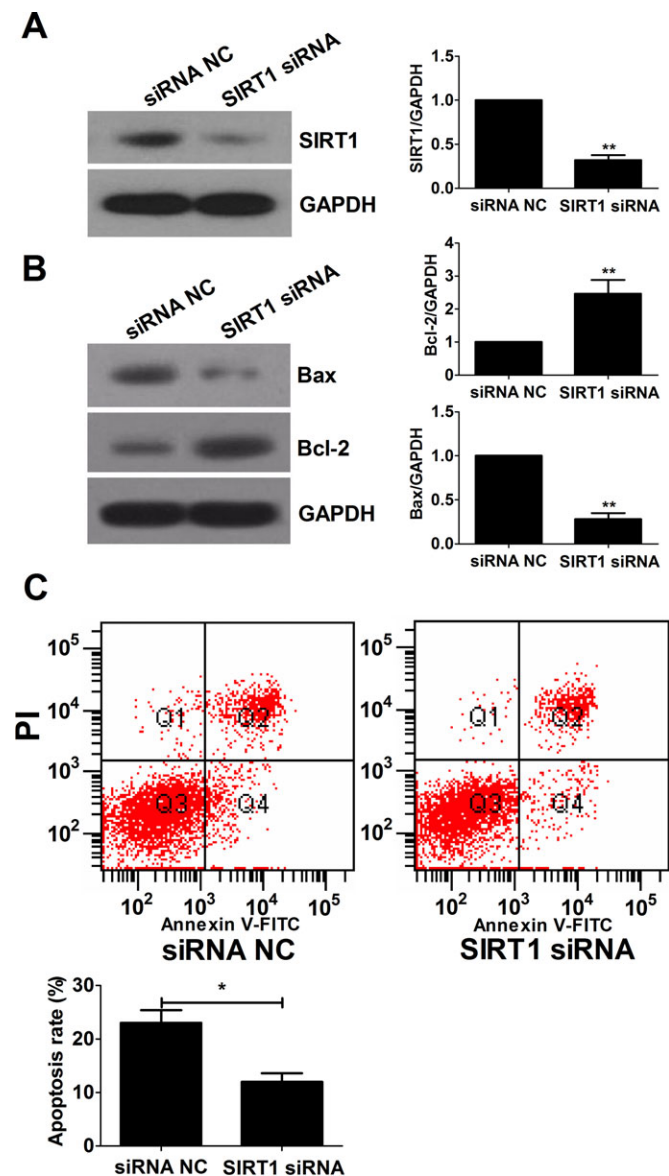 A
siRNA NC
SIRT1 siRNA
SIRT1
GAPDH
SIRT1/GAPDH
1.5
1.0
0.5
0.0
**
siRNA NC
SIRT1 siRNA
B
siRNA NC
SIRT1 siRNA
Bax
Bcl-2
GAPDH
Bcl-2/GAPDH
4
3
2
1
0
**
siRNA NC
SIRT1 siRNA
Bax/GAPDH
1.5
1.0
0.5
0.0
**
siRNA NC
SIRT1 siRNA
C
PI
10⁵
10⁴
10³
10²
Q1
Q2
Q3
Q4
10² 10³ 10⁴ 10⁵
Annexin V-FITC
siRNA NC
10⁵
10⁴
10³
10²
Q1
Q2
Q3
Q4
10² 10³ 10⁴ 10⁵
Annexin V-FITC
SIRT1 siRNA
Apoptosis rate (%)
30
20
10
0
*
siRNA NC
SIRT1 siRNA